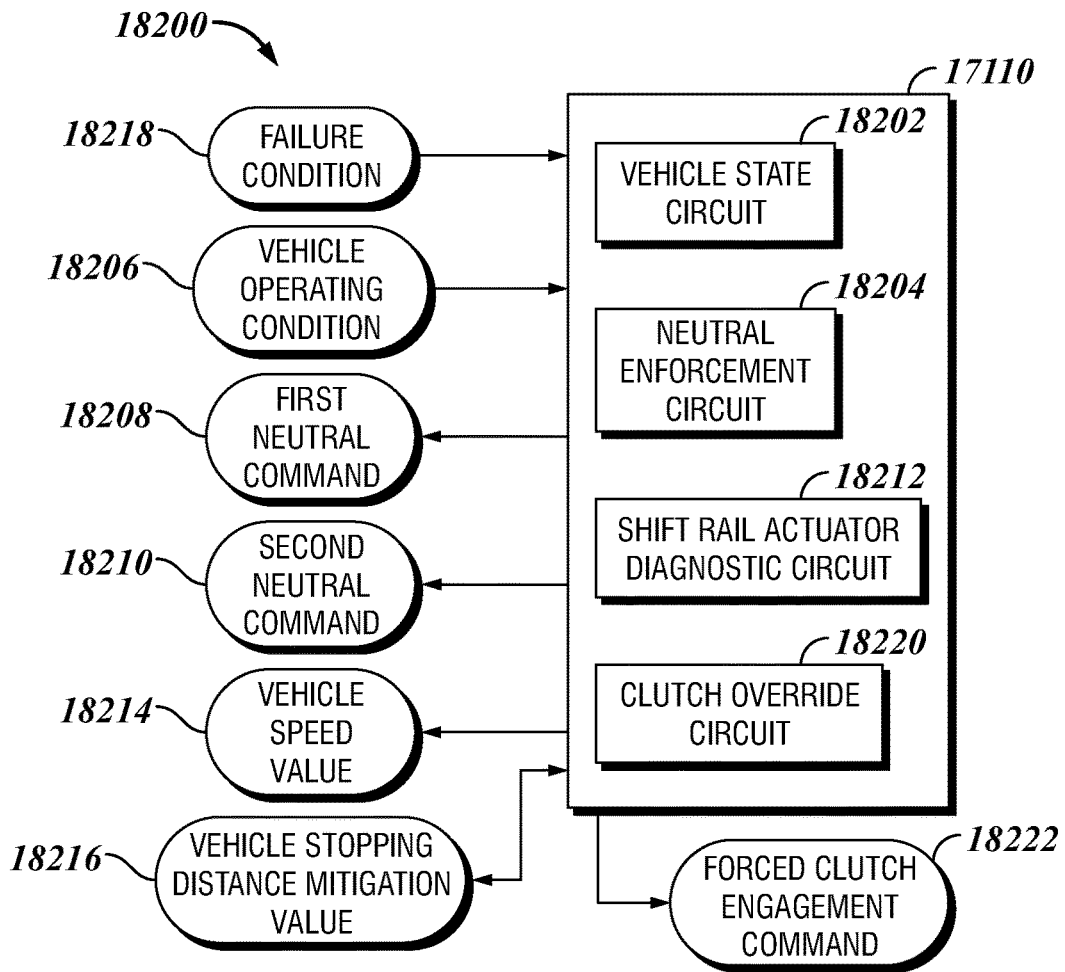 18200
17110
18218
FAILURE
CONDITION
18202
VEHICLE STATE
CIRCUIT
18206
VEHICLE
OPERATING
CONDITION
18204
NEUTRAL
ENFORCEMENT
CIRCUIT
18208
FIRST
NEUTRAL
COMMAND
18212
SHIFT RAIL ACTUATOR
DIAGNOSTIC CIRCUIT
18210
SECOND
NEUTRAL
COMMAND
18220
CLUTCH OVERRIDE
CIRCUIT
18214
VEHICLE
SPEED
VALUE
18216
VEHICLE STOPPING
DISTANCE MITIGATION
VALUE
18222
FORCED CLUTCH
ENGAGEMENT
COMMAND